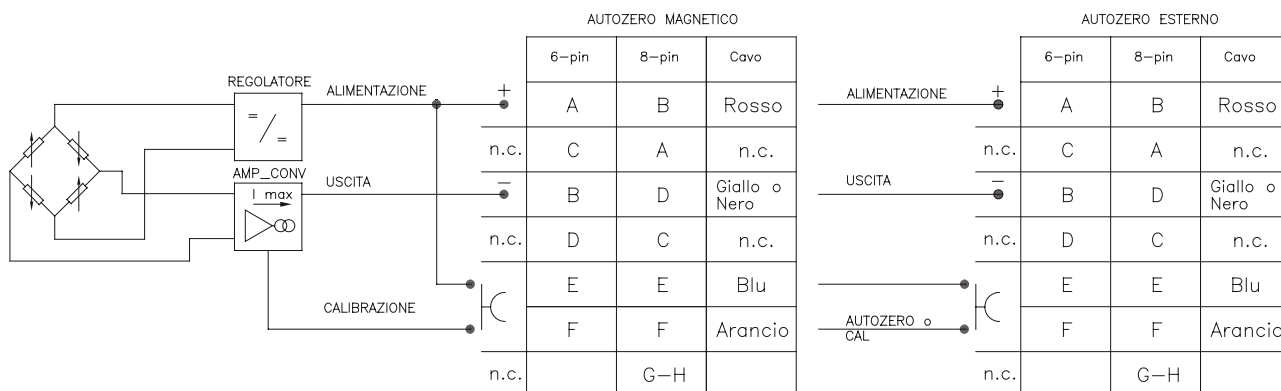 AUTOZERO MAGNETICO
6-pin 8-pin Cavo
REGOLATORE
= / =
ALIMENTAZIONE + A B Rosso
n.c. C A n.c.
AMP_CONV
I max
USCITA - B D Giallo o
Nero
n.c. D C n.c.
E E Blu
CALIBRAZIONE F F Arancio
n.c. G-H
AUTOZERO ESTERNO
6-pin 8-pin Cavo
ALIMENTAZIONE + A B Rosso
n.c. C A n.c.
USCITA - B D Giallo o
Nero
n.c. D C n.c.
E E Blu
AUTOZERO o
CAL
F F Arancio
n.c. G-H